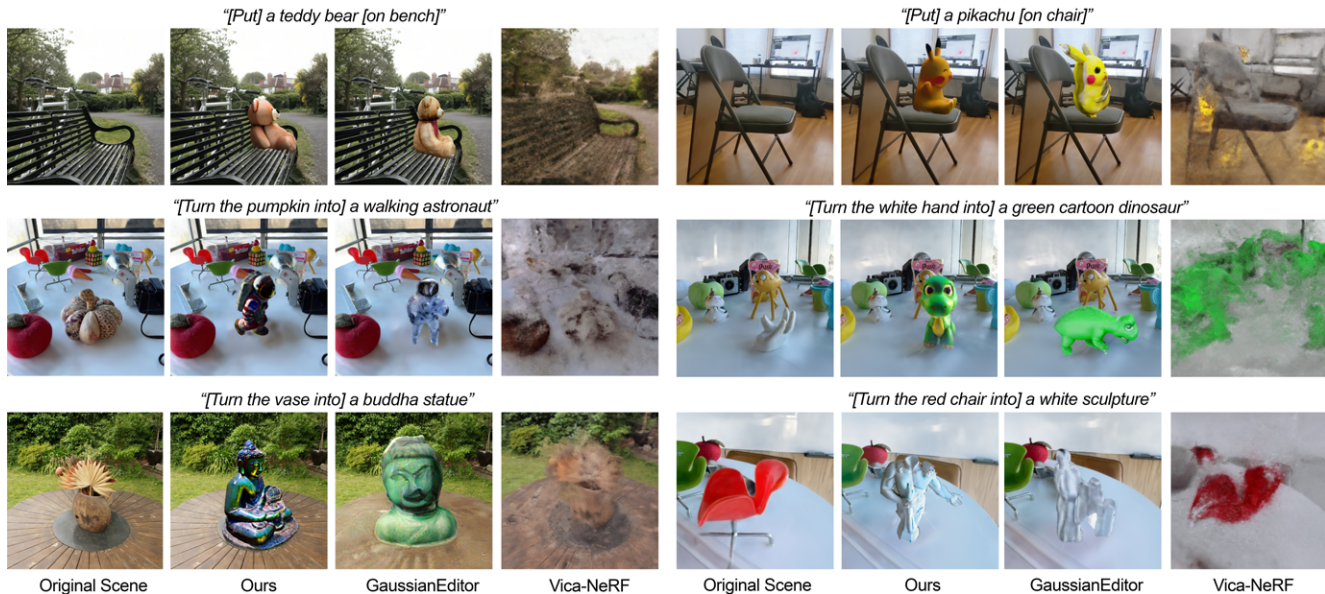 “[Put] a teddy bear [on bench]”
“[Put] a pikachu [on chair]”
“[Turn the pumpkin into] a walking astronaut”
“[Turn the white hand into] a green cartoon dinosaur”
“[Turn the vase into] a buddha statue”
“[Turn the red chair into] a white sculpture”
Original Scene
Ours
GaussianEditor
Vica-NeRF
Original Scene
Ours
GaussianEditor
Vica-NeRF